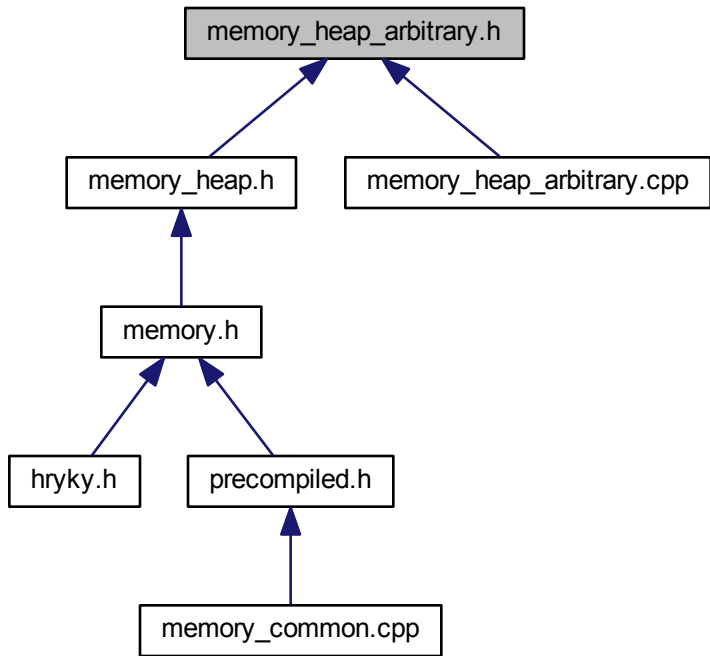 memory_heap_arbitrary.h
memory_heap.h
memory_heap_arbitrary.cpp
memory.h
hryky.h
precompiled.h
memory_common.cpp